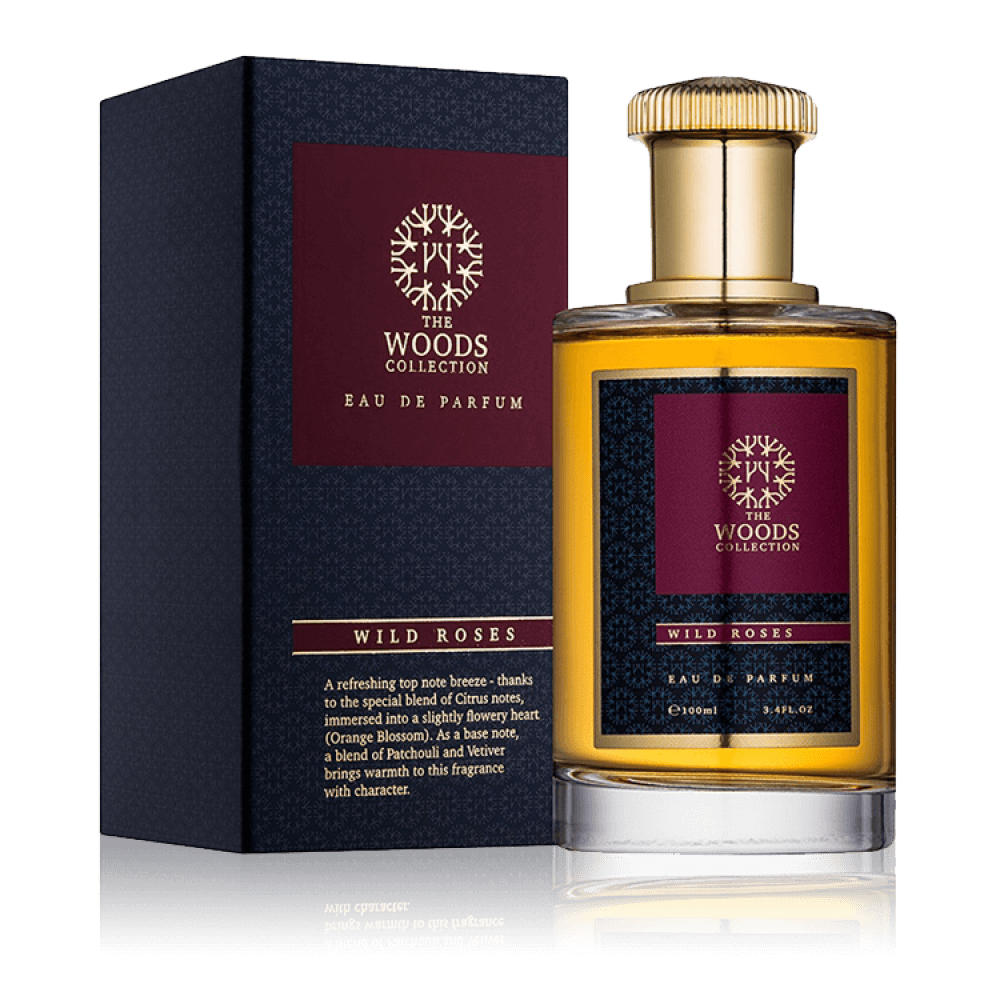 THE
WOODS
COLLECTION
EAU DE PARFUM
WILD ROSES
A refreshing top note breeze - thanks
to the special blend of Citrus notes,
immersed into a slightly flowery heart
(Orange Blossom). As a base note,
a blend of Patchouli and Vetiver
brings warmth to this fragrance
with character.
THE
WOODS
COLLECTION
WILD ROSES
EAU DE PARFUM
℮100ml 3.4FL.OZ